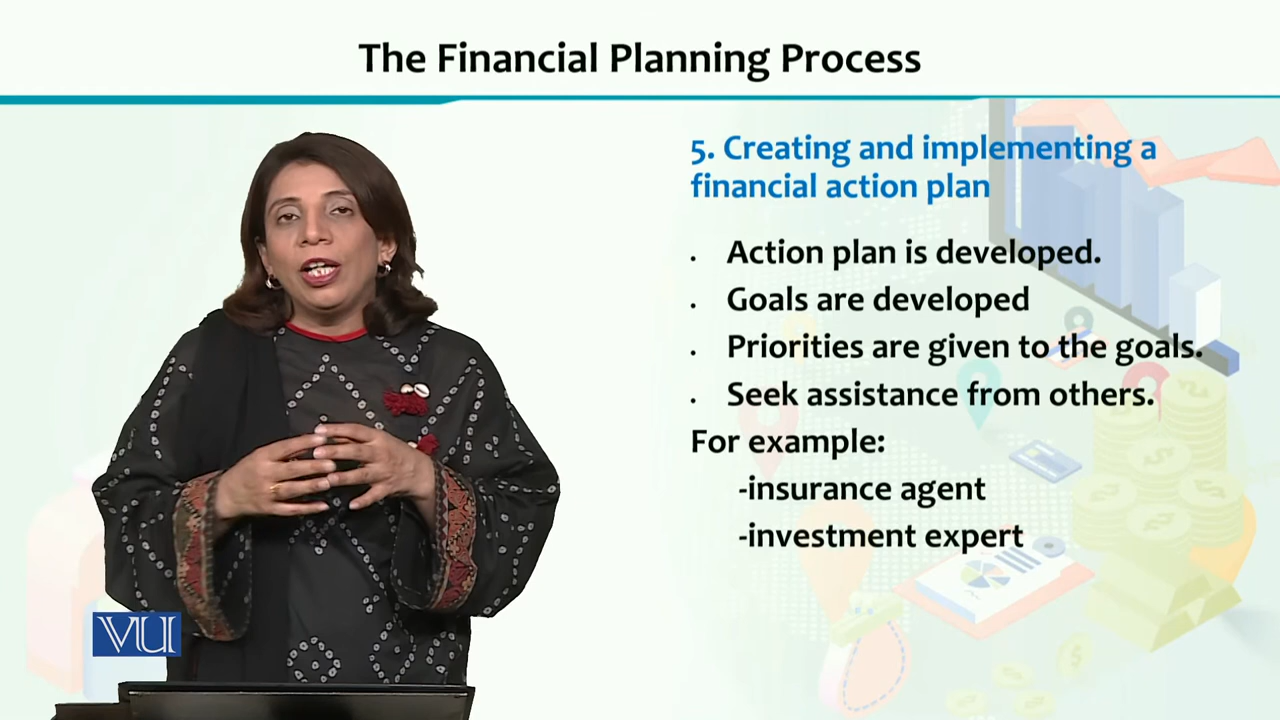 The Financial Planning Process
5. Creating and implementing a
financial action plan
. Action plan is developed.
. Goals are developed
. Priorities are given to the goals.
. Seek assistance from others.
For example:
-insurance agent
-investment expert
VU